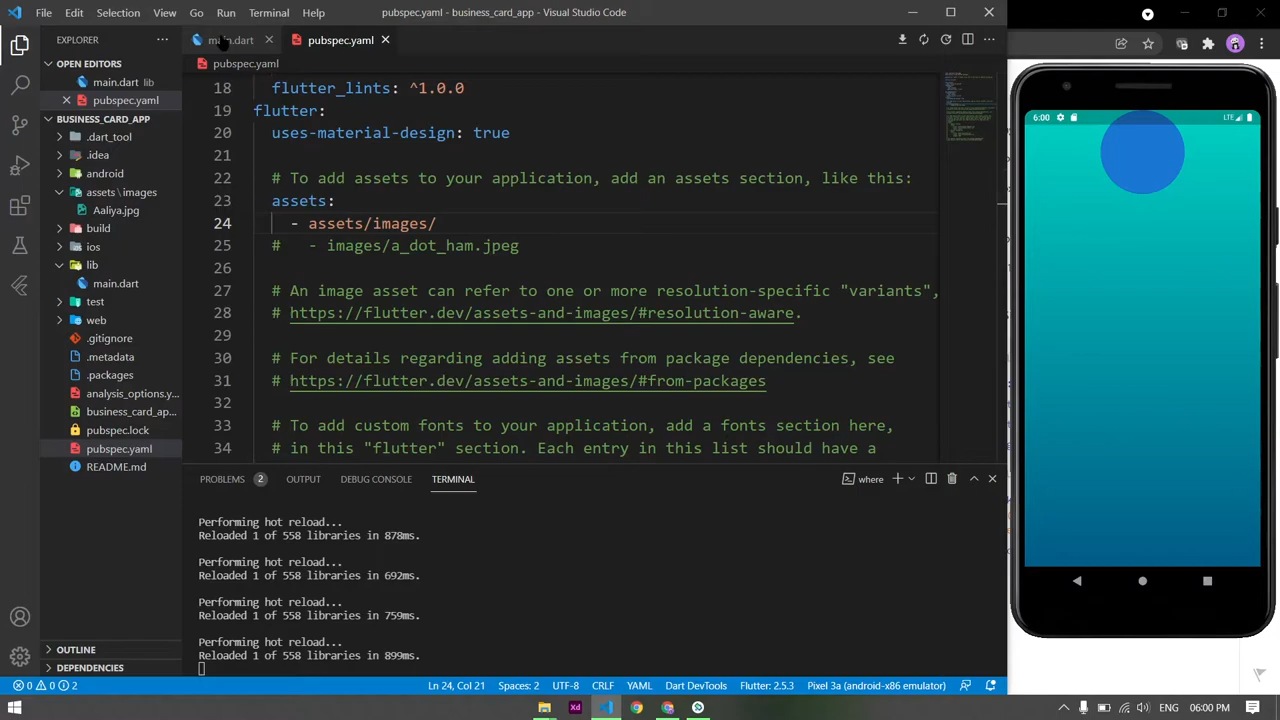 File Edit Selection View Go Run Terminal Help
pubspec.yaml - business_card_app - Visual Studio Code
EXPLORER
main.dart
pubspec.yaml
OPEN EDITORS
main.dart lib
pubspec.yaml
BUSINESS_CARD_APP
.dart_tool
.idea
android
assets \ images
Aaliya.jpg
build
ios
lib
main.dart
test
web
.gitignore
.metadata
.packages
analysis_options.y...
business_card_ap...
pubspec.lock
pubspec.yaml
README.md
OUTLINE
DEPENDENCIES
pubspec.yaml
18 flutter_lints: ^1.0.0
19 flutter:
20 uses-material-design: true
21
22 # To add assets to your application, add an assets section, like this:
23 assets:
24 - assets/images/
25 # - images/a_dot_ham.jpeg
26
27 # An image asset can refer to one or more resolution-specific "variants",
28 # https://flutter.dev/assets-and-images/#resolution-aware.
29
30 # For details regarding adding assets from package dependencies, see
31 # https://flutter.dev/assets-and-images/#from-packages
32
33 # To add custom fonts to your application, add a fonts section here,
34 # in this "flutter" section. Each entry in this list should have a
PROBLEMS 2 OUTPUT DEBUG CONSOLE TERMINAL
where
Performing hot reload...
Reloaded 1 of 558 libraries in 878ms.
Performing hot reload...
Reloaded 1 of 558 libraries in 692ms.
Performing hot reload...
Reloaded 1 of 558 libraries in 759ms.
Performing hot reload...
Reloaded 1 of 558 libraries in 899ms.
0 0 2
Ln 24, Col 21 Spaces: 2 UTF-8 CRLF YAML Dart DevTools Flutter: 2.5.3 Pixel 3a (android-x86 emulator)
6:00
LTE
Xd
ENG 06:00 PM